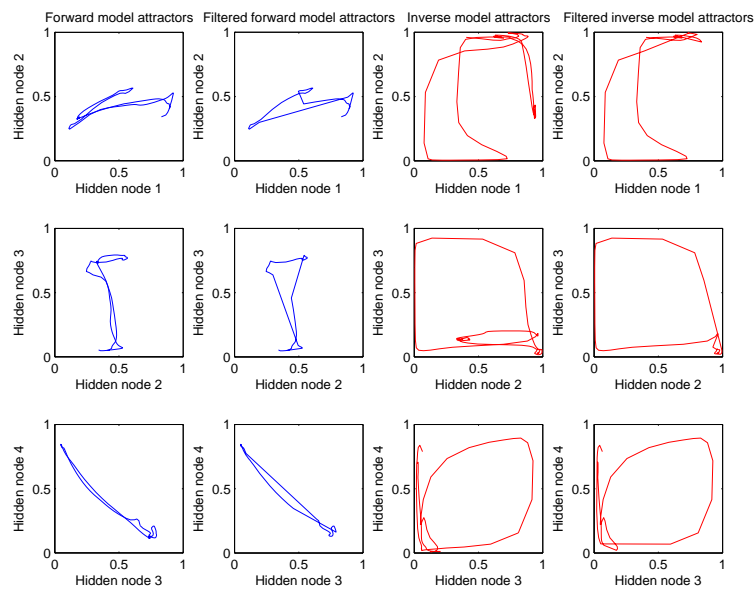 Forward model attractors Filtered forward model attractors Inverse model attractors Filtered inverse model attractors
1 1 1 1
Hidden node 2 Hidden node 2 Hidden node 2 Hidden node 2
0.5 0.5 0.5 0.5
0 0 0 0
0 0.5 1 0 0.5 1 0 0.5 1 0 0.5 1
Hidden node 1 Hidden node 1 Hidden node 1 Hidden node 1
1 1 1 1
Hidden node 3 Hidden node 3 Hidden node 3 Hidden node 3
0.5 0.5 0.5 0.5
0 0 0 0
0 0.5 1 0 0.5 1 0 0.5 1 0 0.5 1
Hidden node 2 Hidden node 2 Hidden node 2 Hidden node 2
1 1 1 1
Hidden node 4 Hidden node 4 Hidden node 4 Hidden node 4
0.5 0.5 0.5 0.5
0 0 0 0
0 0.5 1 0 0.5 1 0 0.5 1 0 0.5 1
Hidden node 3 Hidden node 3 Hidden node 3 Hidden node 3